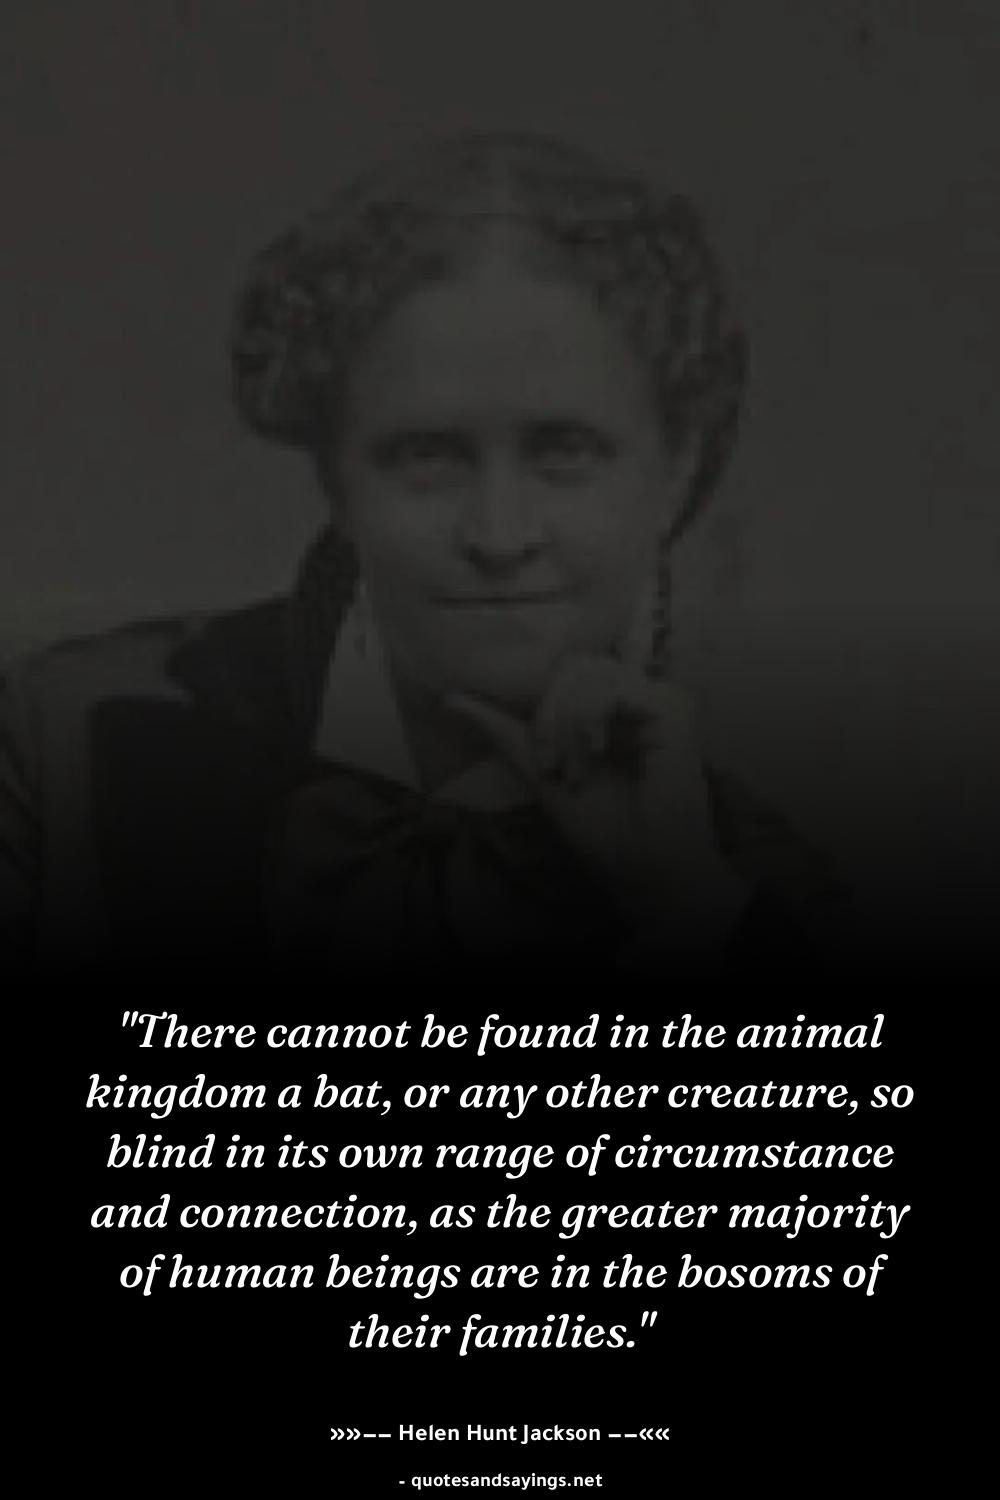 "There cannot be found in the animal
kingdom a bat, or any other creature, so
blind in its own range of circumstance
and connection, as the greater majority
of human beings are in the bosoms of
their families."
»»—— Helen Hunt Jackson ——««
- quotesandsayings.net